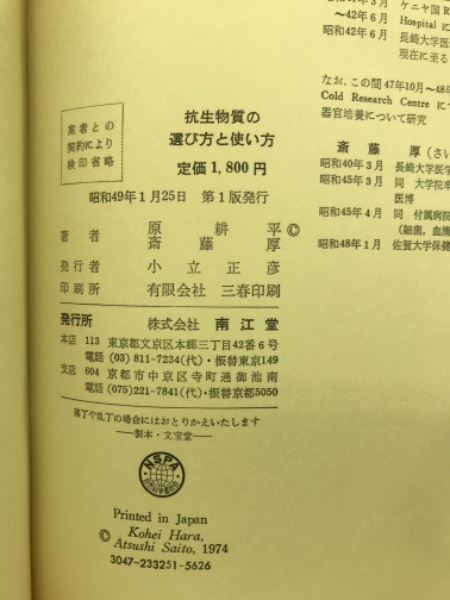 業者との
契約により
検印省略
抗生物質の
選び方と使い方
定価1,800円
昭和49年1月25日 第1版発行
著者 原耕平©
斎藤厚
発行者 小立正彦
印刷所 有限会社 三春印刷
発行所 株式会社 南江堂
本店 113 東京都文京区本郷三丁目42番6号
電話 (03) 811-7234(代)・振替東京149
支店 604 京都市中京区寺町通御池南
電話 (075) 221-7841(代)・振替京都5050
落丁や乱丁の場合にはおとりかえいたします
—製本・文宝堂—
NSPA
Printed in Japan
© Kohei Hara,
Atsushi Saito, 1974
3047-233251-5626
ケニヤ国
～42年6月 Hospital に
昭和42年6月 長崎大学医
現在に至る
なお,この間47年10月～48年
Cold Research Centre にて
器官培養について研究
斎藤 厚(さい
昭和40年3月 長崎大学医学
昭和45年3月 同 大学院卒
医博
昭和45年4月 同 付属病院
(細菌,血清
昭和48年1月 佐賀大学保健